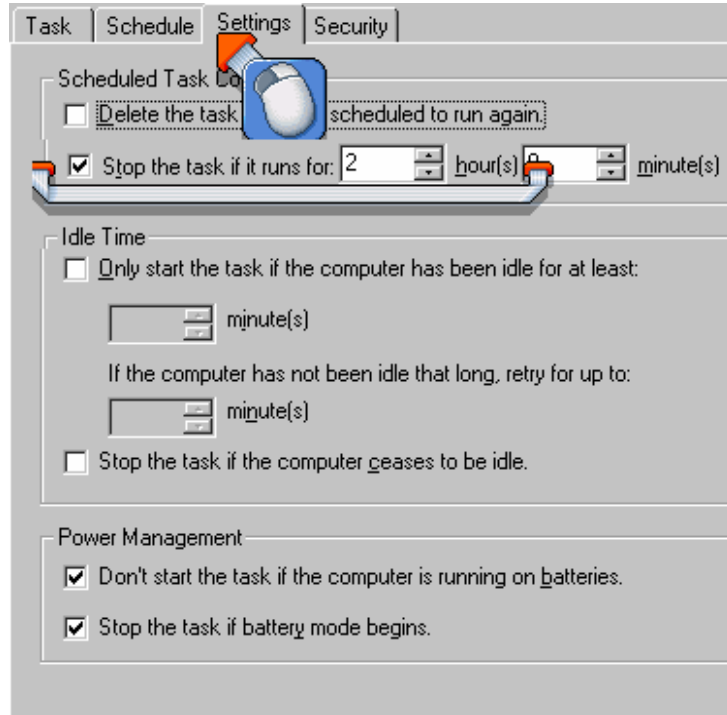 Task Schedule Settings Security
Scheduled Task Co
Delete the task scheduled to run again.
Stop the task if it runs for: 2 hour(s) minute(s)
Idle Time
Only start the task if the computer has been idle for at least:
minute(s)
If the computer has not been idle that long, retry for up to:
minute(s)
Stop the task if the computer ceases to be idle.
Power Management
Don't start the task if the computer is running on batteries.
Stop the task if battery mode begins.